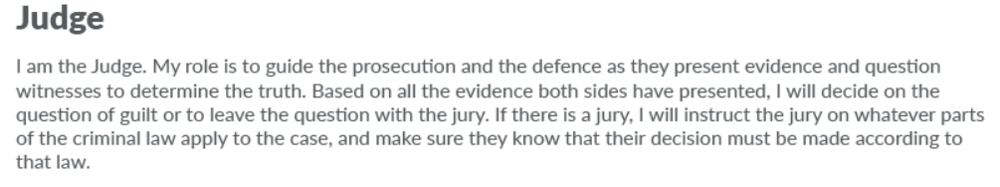 Judge
I am the Judge. My role is to guide the prosecution and the defence as they present evidence and question
witnesses to determine the truth. Based on all the evidence both sides have presented, I will decide on the
question of guilt or to leave the question with the jury. If there is a jury, I will instruct the jury on whatever parts
of the criminal law apply to the case, and make sure they know that their decision must be made according to
that law.